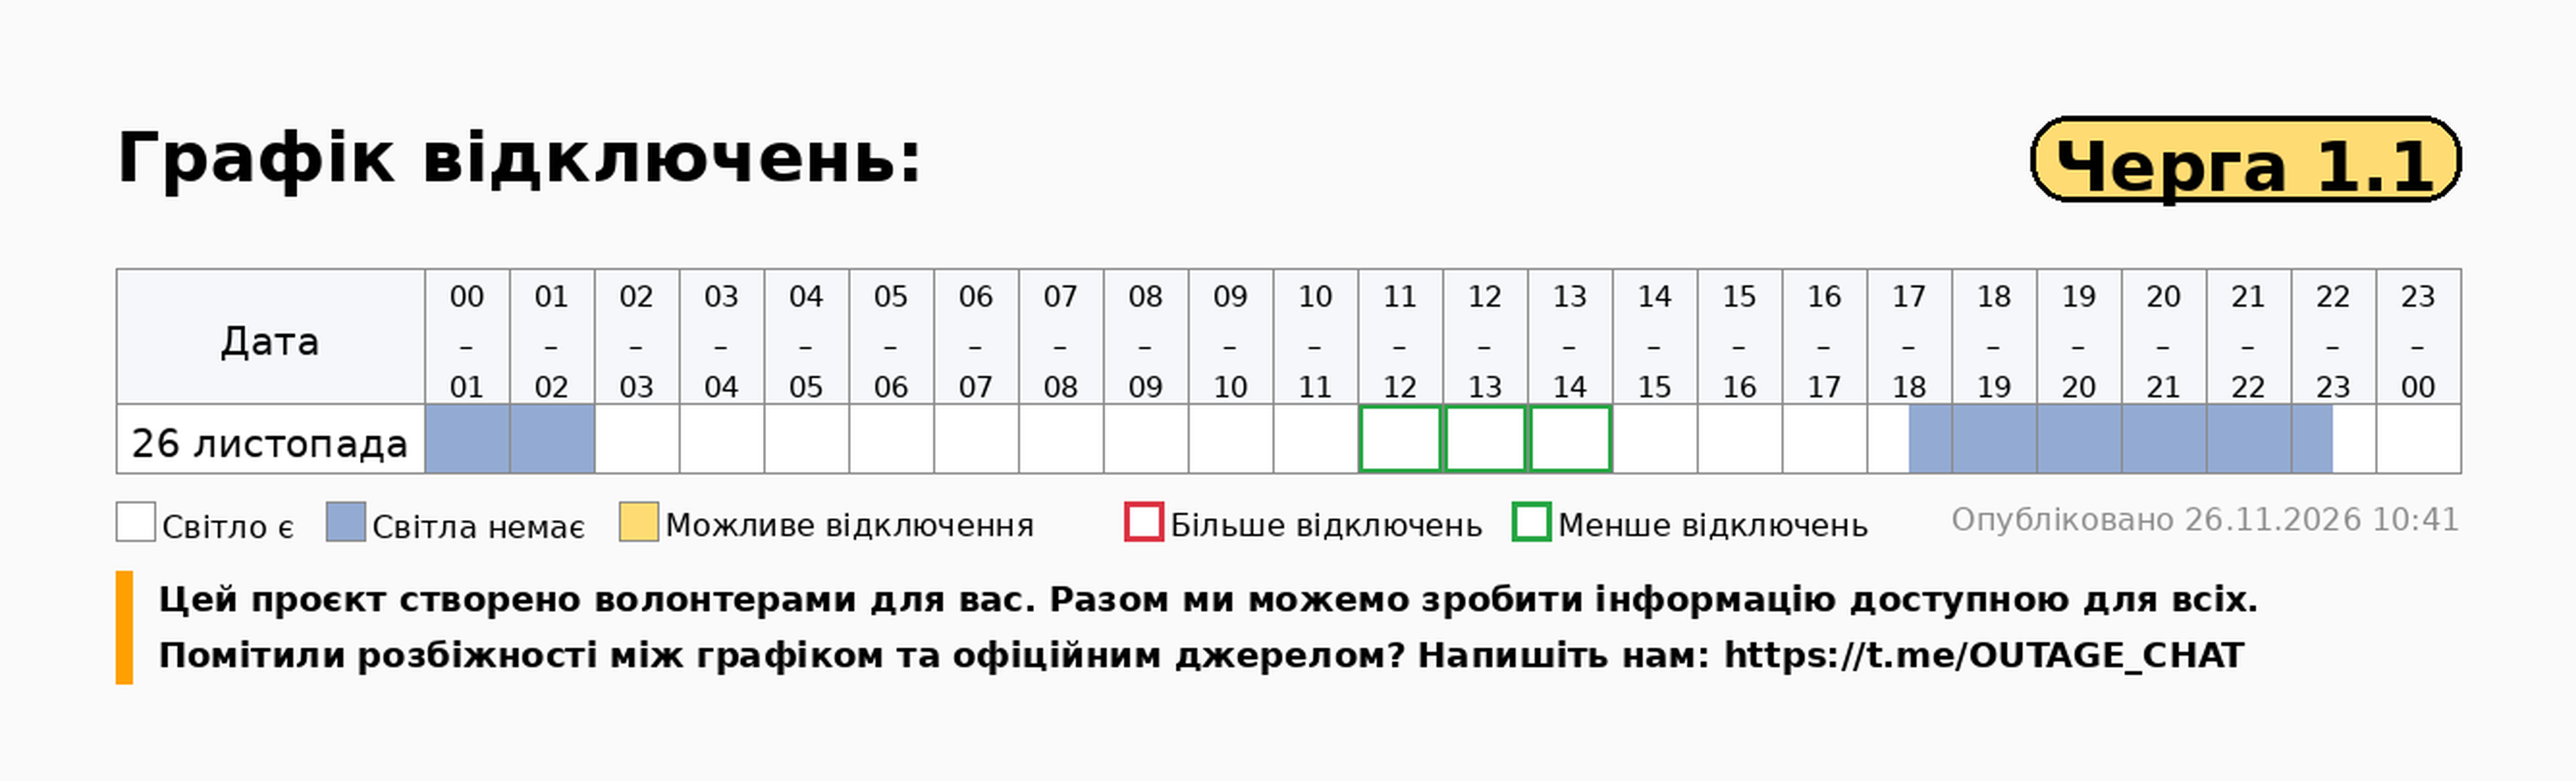 Графік відключень:
Черга 1.1
Дата 00 – 01 01 – 02 02 – 03 03 – 04 04 – 05 05 – 06 06 – 07 07 – 08 08 – 09 09 – 10 10 – 11 11 – 12 12 – 13 13 – 14 14 – 15 15 – 16 16 – 17 17 – 18 18 – 19 19 – 20 20 – 21 21 – 22 22 – 23 23 – 00
26 листопада
Світло є Світла немає Можливе відключення Більше відключень Менше відключень Опубліковано 26.11.2026 10:41
Цей проєкт створено волонтерами для вас. Разом ми можемо зробити інформацію доступною для всіх.
Помітили розбіжності між графіком та офіційним джерелом? Напишіть нам: https://t.me/OUTAGE_CHAT